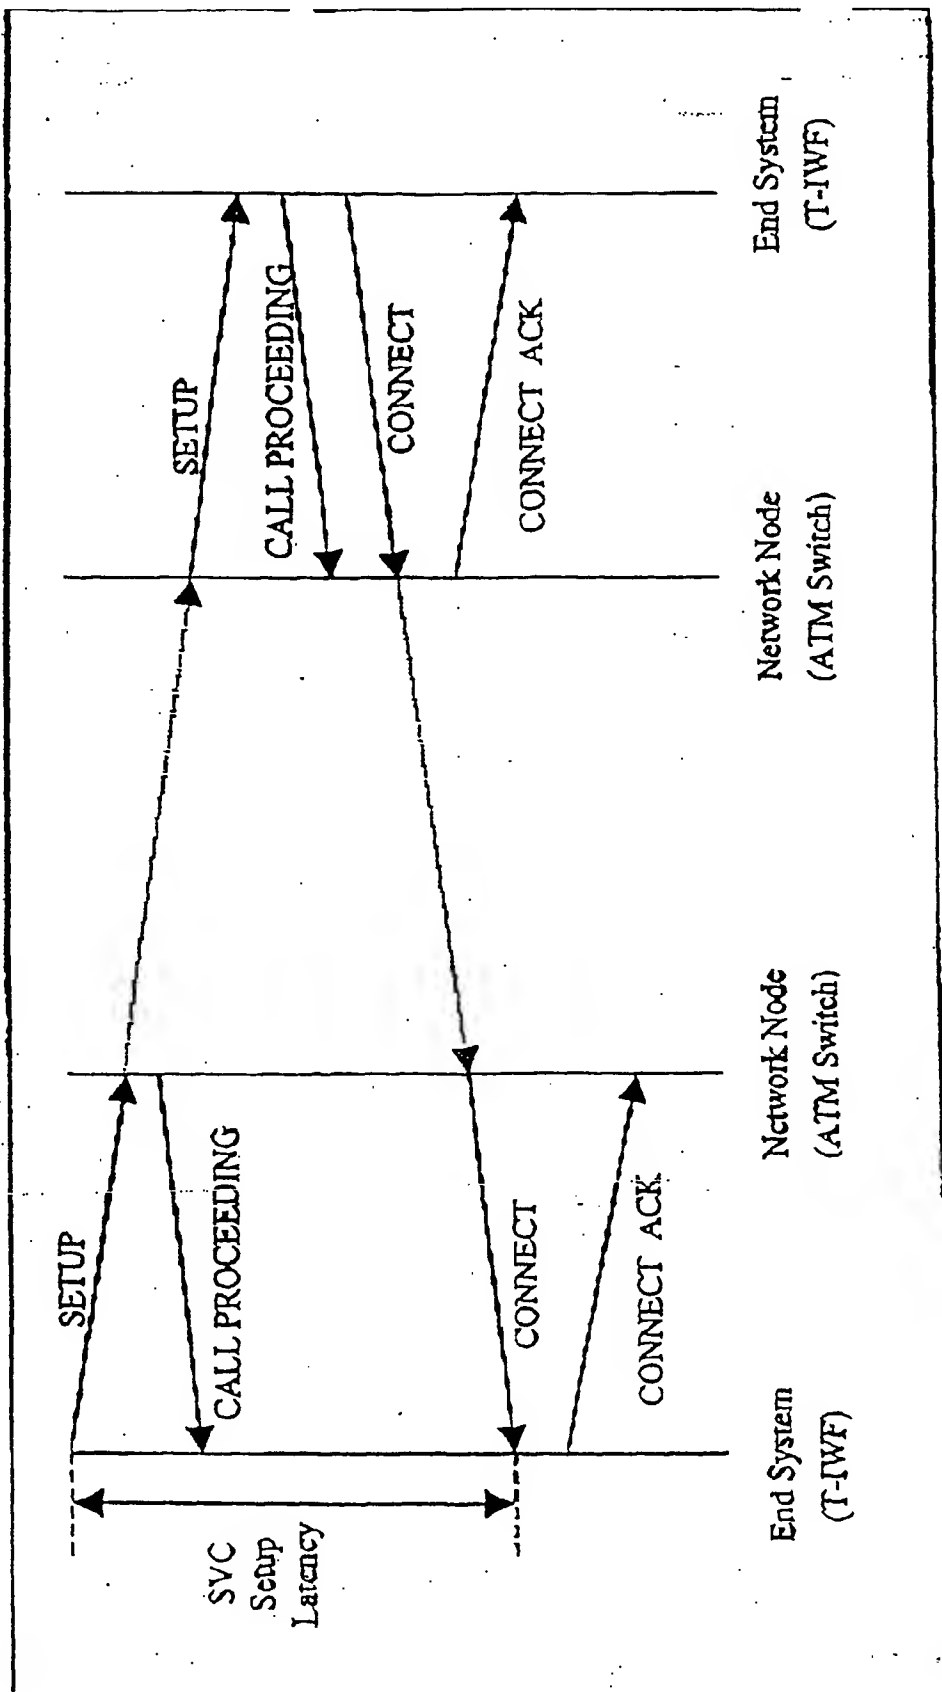 SETUP
SETUP
CALL PROCEEDING
CALL PROCEEDING
CONNECT
CONNECT
CONNECT ACK
CONNECT ACK
SVC
Setup
Latency
End System
(T-IWF)
Network Node
(ATM Switch)
Network Node
(ATM Switch)
End System
(T-IWF)